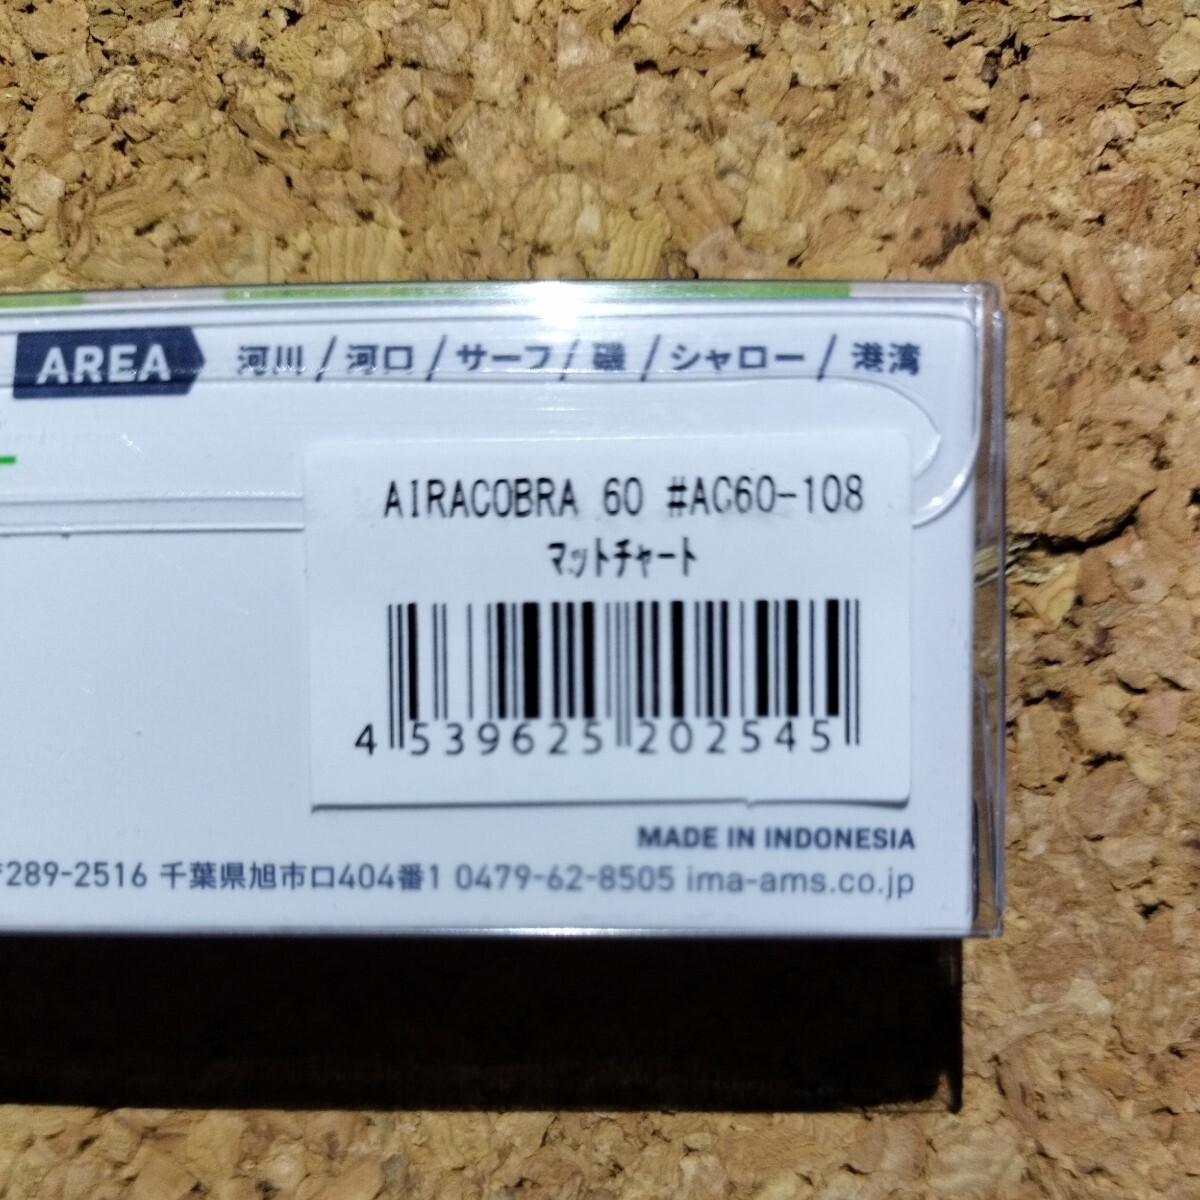 AREA 河川 / 河口 / サーフ / 磯 / シャロー / 港湾
AIRACOBRA 60 #AC60-108
マットチャート
4 539625 202545
MADE IN INDONESIA
〒289-2516 千葉県旭市ロ404番1 0479-62-8505 ima-ams.co.jp